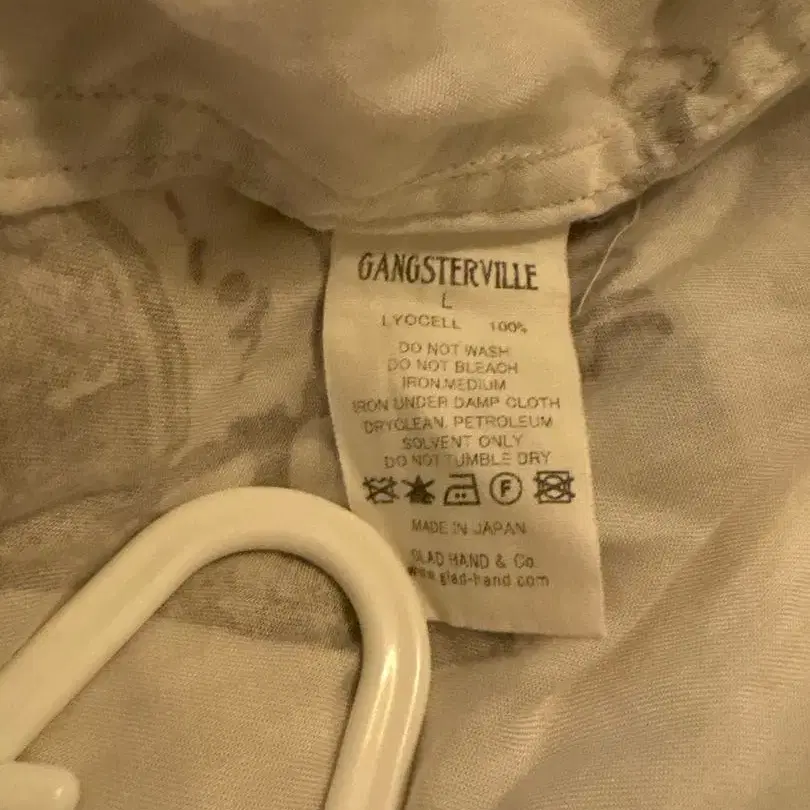 GANGSTERVILLE
L
LYOCELL 100%
DO NOT WASH
DO NOT BLEACH
IRON,MEDIUM
IRON UNDER DAMP CLOTH
DRYCLEAN, PETROLEUM
SOLVENT ONLY
DO NOT TUMBLE DRY
F
MADE IN JAPAN
GLAD HAND & Co.
www.glad-hand.com